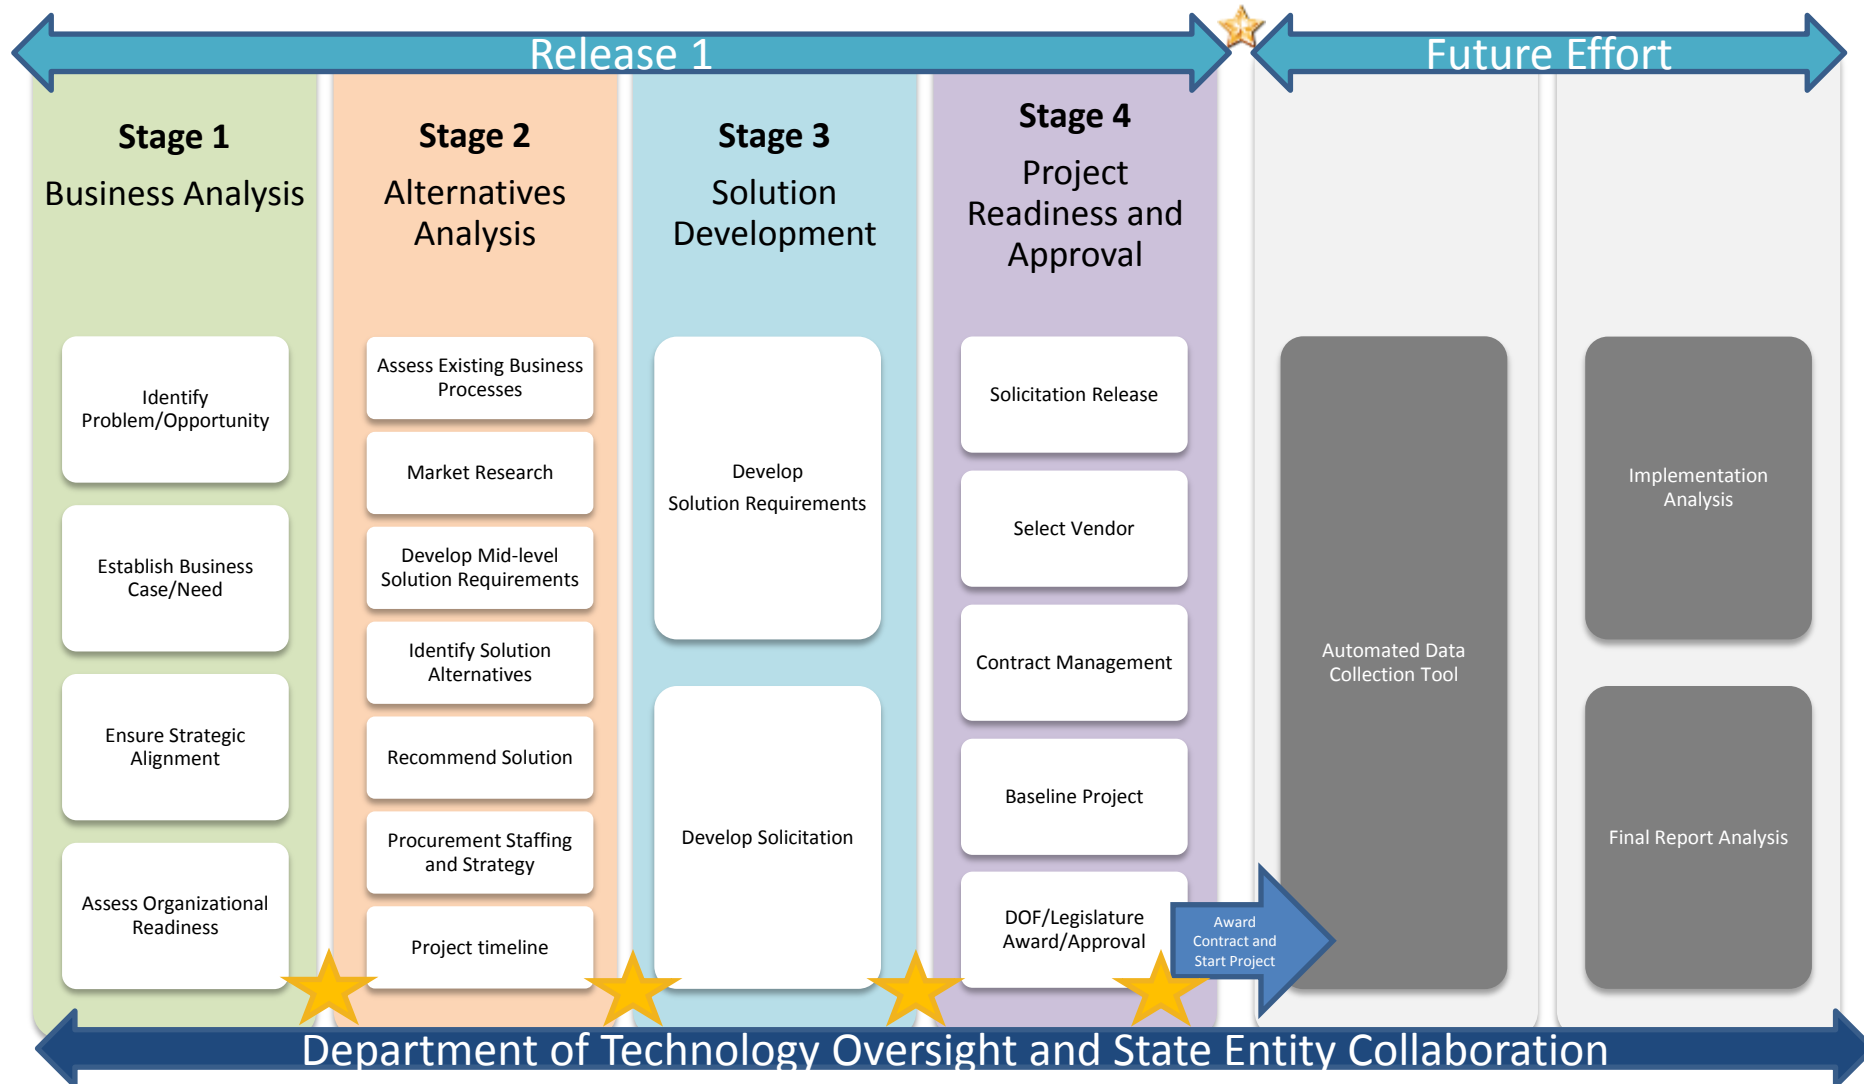 Release 1
Future Effort
Stage 1
Business Analysis
Identify
Problem/Opportunity
Establish Business
Case/Need
Ensure Strategic
Alignment
Assess Organizational
Readiness
Stage 2
Alternatives
Analysis
Assess Existing Business
Processes
Market Research
Develop Mid-level
Solution Requirements
Identify Solution
Alternatives
Recommend Solution
Procurement Staffing
and Strategy
Project timeline
Stage 3
Solution
Development
Develop
Solution Requirements
Develop Solicitation
Stage 4
Project
Readiness and
Approval
Solicitation Release
Select Vendor
Contract Management
Baseline Project
DOF/Legislature
Award/Approval
Award
Contract and
Start Project
Automated Data
Collection Tool
Implementation
Analysis
Final Report Analysis
Department of Technology Oversight and State Entity Collaboration